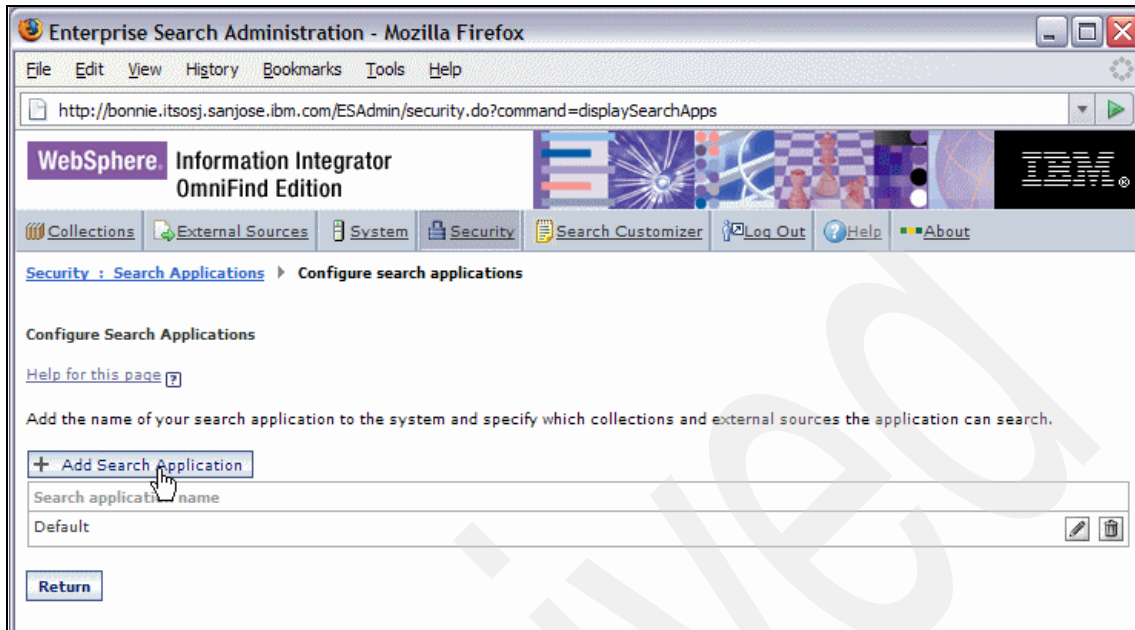 Enterprise Search Administration - Mozilla Firefox
File Edit View History Bookmarks Tools Help
http://bonnie.itsosj.sanjose.ibm.com/ESAdmin/security.do?command=displaySearchApps
WebSphere. Information Integrator
OmniFind Edition
IBM®
Collections External Sources System Security Search Customizer Log Out Help About
Security : Search Applications Configure search applications
Configure Search Applications
Help for this page ?
Add the name of your search application to the system and specify which collections and external sources the application can search.
+ Add Search Application
Search application name
Default
Return